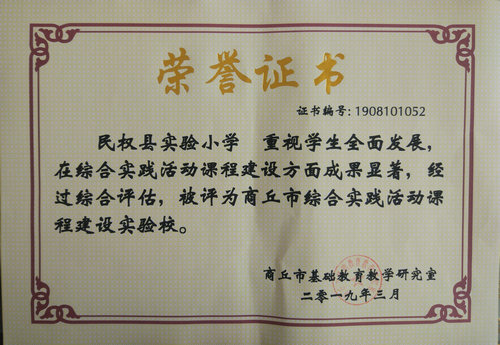 荣誉证书
证书编号: 1908101052
民权县实验小学 重视学生全面发展,
在综合实践活动课程建设方面成果显著, 经
过综合评估, 被评为商丘市综合实践活动课
程建设实验校。
商丘市基础教育教学研究室
二零一九年三月